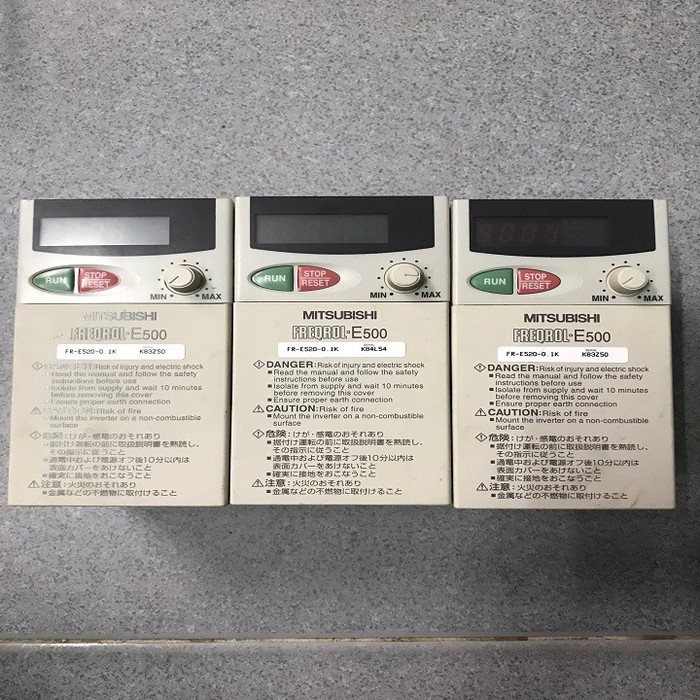 RUN
STOP
RESET
MIN
MAX
MITSUBISHI
FREQROL-E500
FR-E520-0.1K K83Z50
Risk of injury and electric shock
Read the manual and follow the safety
instructions before use
Isolate from supply and wait 10 minutes
before removing this cover
Ensure proper earth connection
Risk of fire
Mount the inverter on a non-combustible
surface
危険:けが・感電のおそれあり
据付け運転の前に取扱説明書を熟読し、
その指示に従うこと
通電中および電源オフ後10分以内は
表面カバーをあけないこと
確実に接地をおこなうこと
注意:火災のおそれあり
金属などの不燃物に取付けること
RUN
STOP
RESET
MIN
MAX
MITSUBISHI
FREQROL-E500
FR-E520-0.1K SERIAL K84L54
DANGER:Risk of injury and electric shock
■Read the manual and follow the safety
instructions before use
■Isolate from supply and wait 10 minutes
before removing this cover
■Ensure proper earth connection
CAUTION:Risk of fire
■Mount the inverter on a non-combustible
surface
危険:けが・感電のおそれあり
■据付け運転の前に取扱説明書を熟読し、
その指示に従うこと
■通電中および電源オフ後10分以内は
表面カバーをあけないこと
■確実に接地をおこなうこと
注意:火災のおそれあり
■金属などの不燃物に取付けること
RUN
STOP
RESET
MIN
MAX
MITSUBISHI
FREQROL-E500
FR-E520-0.1K SERIAL K83Z50
DANGER:Risk of injury and electric shock
■Read the manual and follow the safety
instructions before use
■Isolate from supply and wait 10 minutes
before removing this cover
■Ensure proper earth connection
CAUTION:Risk of fire
■Mount the inverter on a non-combustible
surface
危険:けが・感電のおそれあり
■据付け運転の前に取扱説明書を熟読し、
その指示に従うこと
■通電中および電源オフ後10分以内は
表面カバーをあけないこと
■確実に接地をおこなうこと
注意:火災のおそれあり
■金属などの不燃物に取付けること